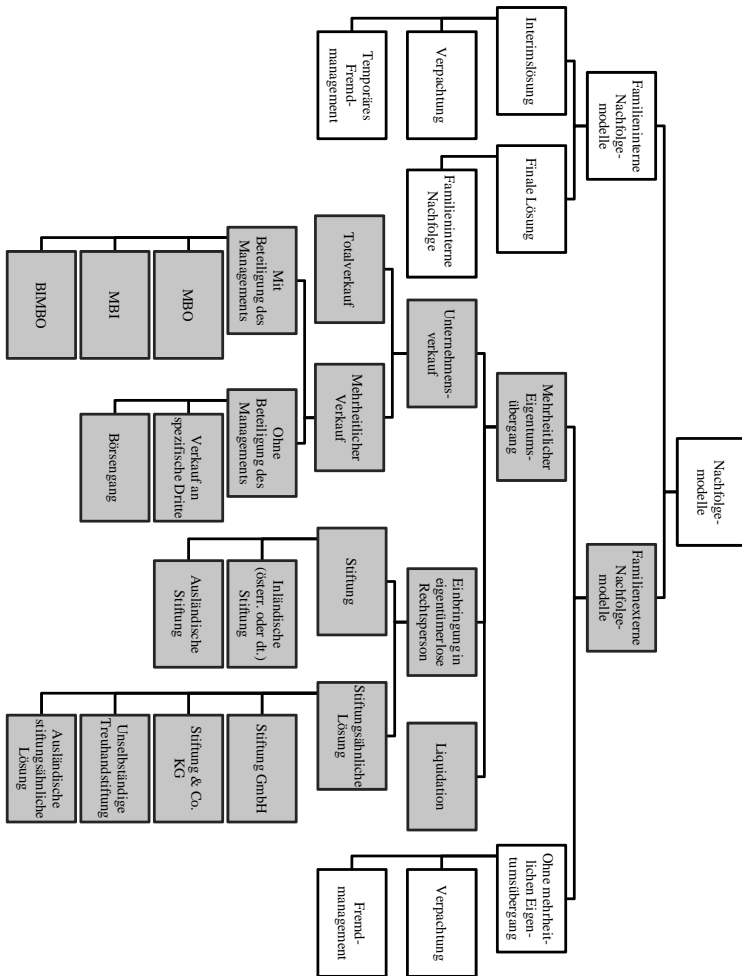 Nachfolge-
modelle
Familieninterne
Nachfolge-
modelle
Familienexterne
Nachfolge-
modelle
Interimslösung
Finale Lösung
Mehrheitlicher
Eigentums-
übergang
Ohne mehrheit-
lichen Eigen-
tumsübergang
Verpachtung
Familieninterne
Nachfolge
Unternehmens-
verkauf
Einbringung in
eigentümerlose
Rechtsperson
Liquidation
Verpachtung
Temporäres
Fremd-
management
Totalverkauf
Mehrheitlicher
Verkauf
Stiftung
Stiftungsähnliche
Lösung
Fremd-
management
Mit
Beteiligung des
Managements
Ohne
Beteiligung des
Managements
Inländische
(österr. oder dt.)
Stiftung
Stiftung GmbH
MBO
Verkauf an
spezifische Dritte
Ausländische
Stiftung
Stiftung & Co.
KG
MBI
Börsengang
Unselbständige
Treuhandstiftung
BIMBO
Ausländische
stiftungsähnliche
Lösung